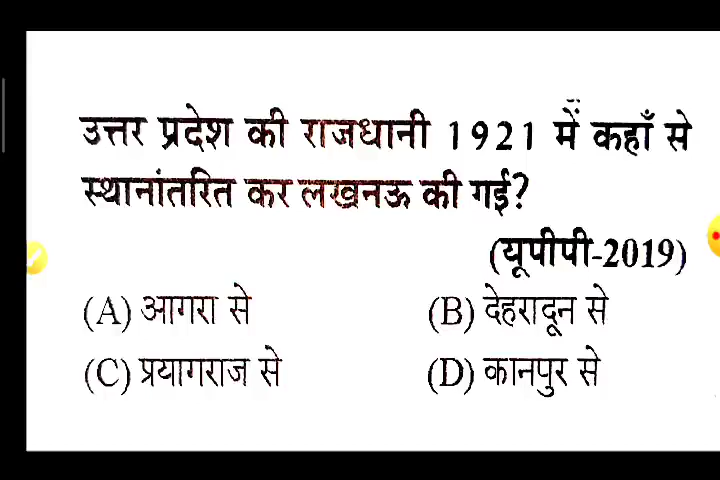 उत्तर प्रदेश की राजधानी 1921 में कहाँ से
स्थानांतरित कर लखनऊ की गई?
(यूपीपी-2019)
(A) आगरा से (B) देहरादून से
(C) प्रयागराज से (D) कानपुर से